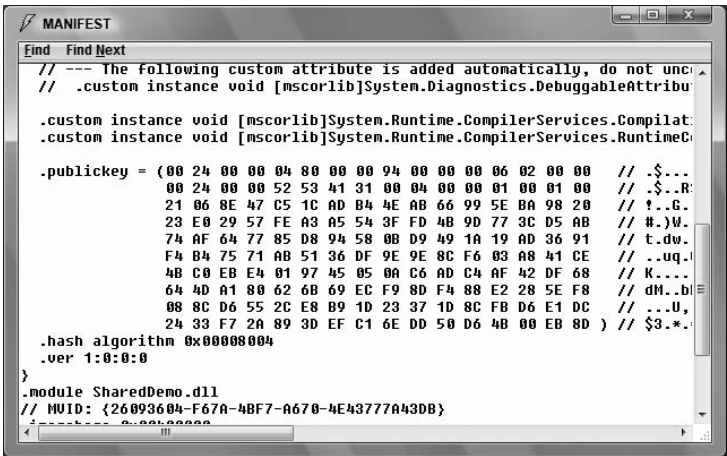 MANIFEST
Find Find Next
// --- The following custom attribute is added automatically, do not
// .custom instance void [mscorlib]System.Diagnostics.
.custom instance void [mscorlib]System.Runtime.CompilerServices.
.custom instance void [mscorlib]System.Runtime.CompilerServices.
.publickey = (00 24 00 00 04 80 00 00 94 00 00 00 06 02 00 00 // .$...
00 24 00 00 52 53 41 31 00 04 00 00 01 00 01 00 // .$..R
21 06 8E 47 C5 1C AD B4 4E AB 66 99 5E BA 98 20 // !..G.
23 E0 29 57 FE A3 A5 54 3F FD 4B 9D 77 3C D5 AB // #.)W.
74 AF 64 77 85 D8 94 58 0B D9 49 1A 19 AD 36 91 // t.dw.
F4 B4 75 71 AB 51 36 DF 9E 9E 8C F6 03 A8 41 CE // ..uq.
4B C0 EB E4 01 97 45 05 0A C6 AD C4 AF 42 DF 68 // K....
64 4D A1 80 62 6B 69 EC F9 8D F4 88 E2 28 5E F8 // dM..b
08 8C D6 55 2C E8 B9 1D 23 37 1D 8C FB D6 E1 DC // ...U,
24 33 F7 2A 89 3D EF C1 6E DD 50 D6 4B 00 EB 8D ) // $3.*.
.hash algorithm 0x00008004
.ver 1:0:0:0
}
.module SharedDemo.dll
// MVID: {26093604-F67A-4BF7-A670-4E43777A43DB}